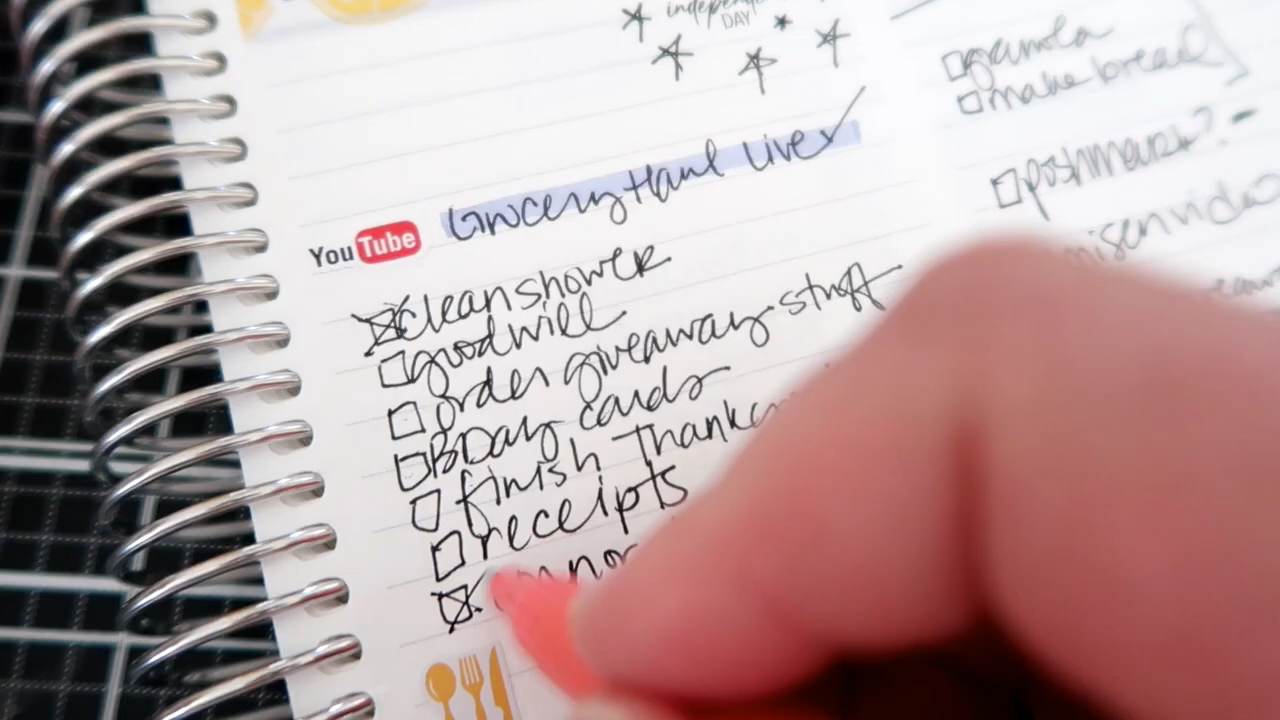 independence
DAY
YouTube Grocery Haul Live
clean shower
goodwill
order giveaway stuff
BDay cards
finish Thank
receipts
granola
make bread
poshmark?